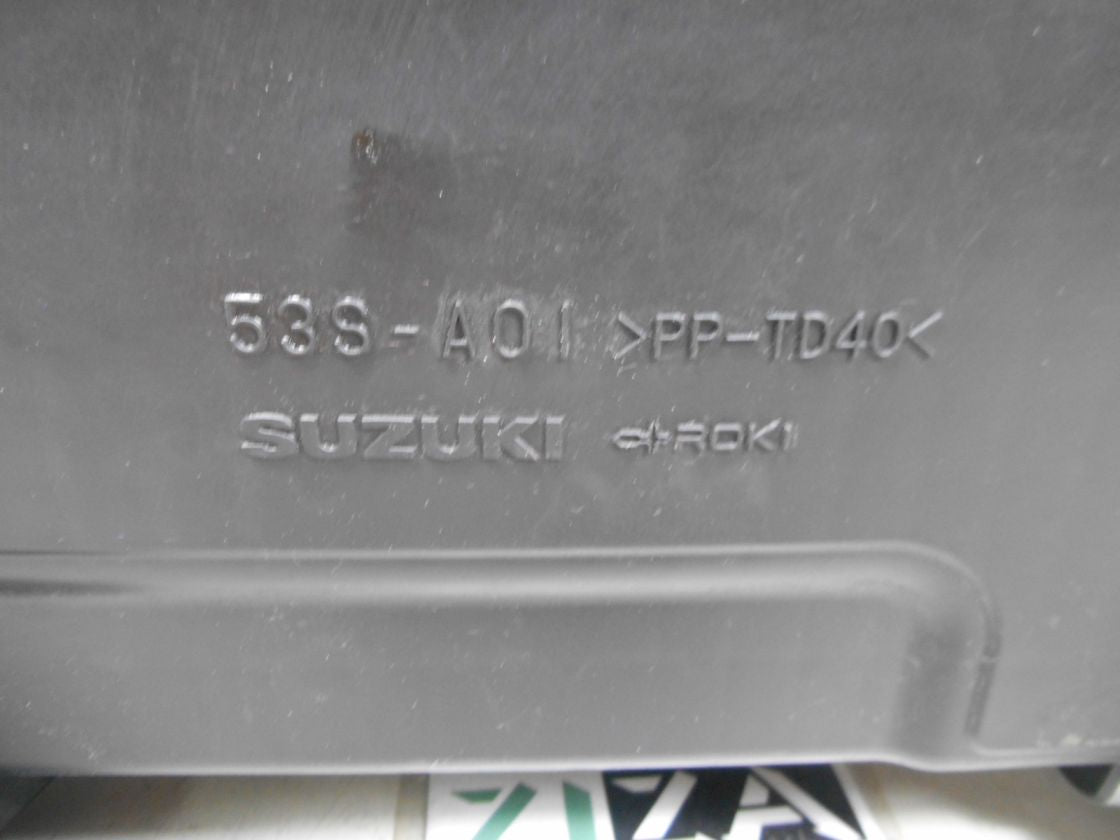 53S-A01 >PP-TD40<
SUZUKI ROKI